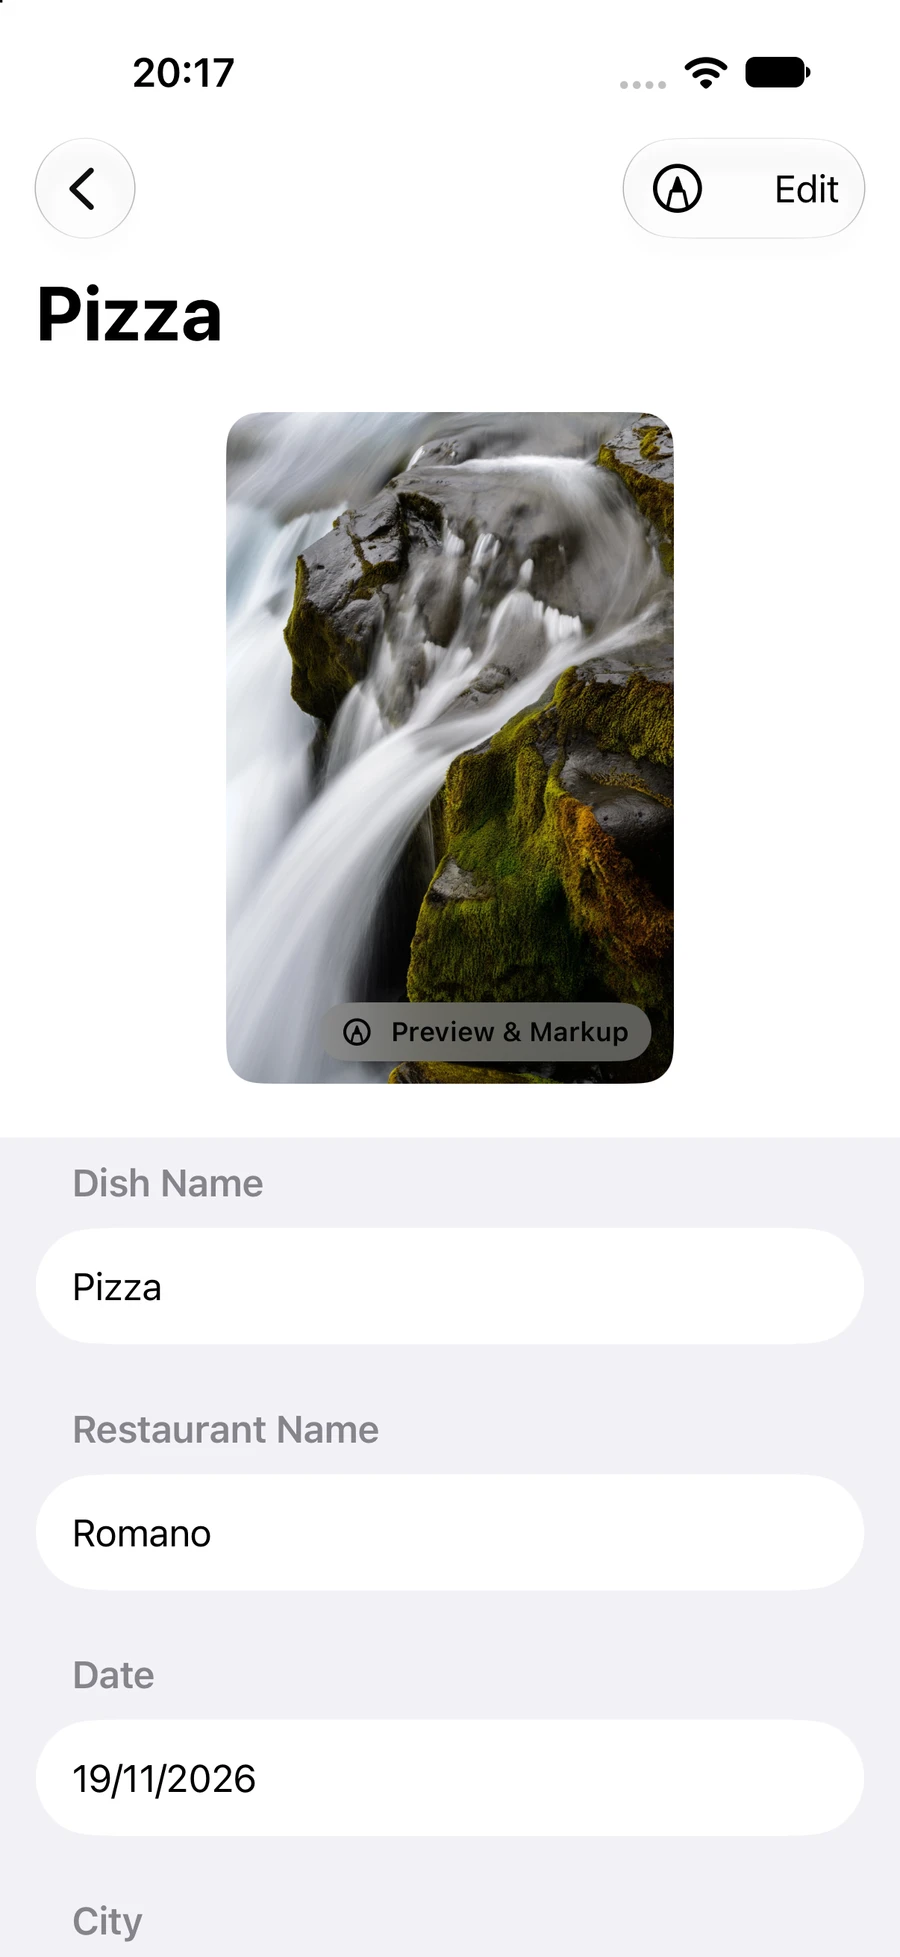 20:17
Edit
Pizza
Preview & Markup
Dish Name
Pizza
Restaurant Name
Romano
Date
19/11/2026
City